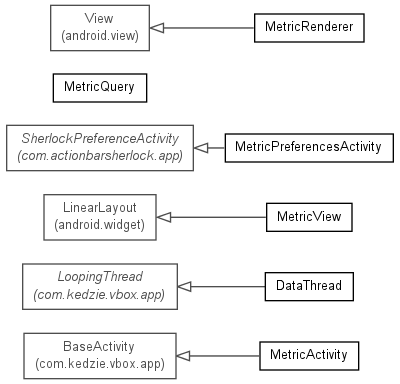 View
(android.view)
MetricRenderer
MetricQuery
SherlockPreferenceActivity
(com.actionbarsherlock.app)
MetricPreferencesActivity
LinearLayout
(android.widget)
MetricView
LoopingThread
(com.kedzie.vbox.app)
DataThread
BaseActivity
(com.kedzie.vbox.app)
MetricActivity